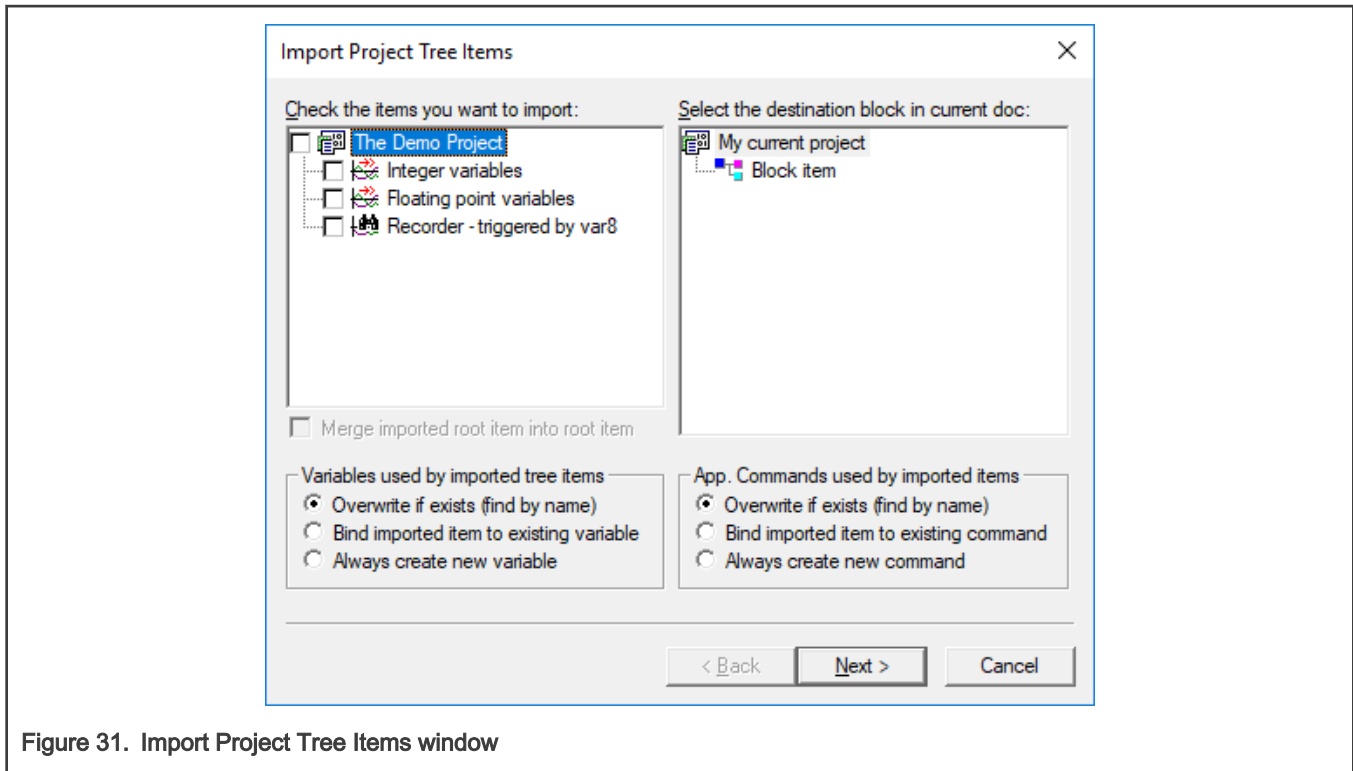 Import Project Tree Items
Check the items you want to import:
The Demo Project
Integer variables
Floating point variables
Recorder - triggered by var8
Merge imported root item into root item
Select the destination block in current doc:
My current project
Block item
Variables used by imported tree items
Overwrite if exists (find by name)
Bind imported item to existing variable
Always create new variable
App. Commands used by imported items
Overwrite if exists (find by name)
Bind imported item to existing command
Always create new command
< Back
Next >
Cancel
Figure 31. Import Project Tree Items window